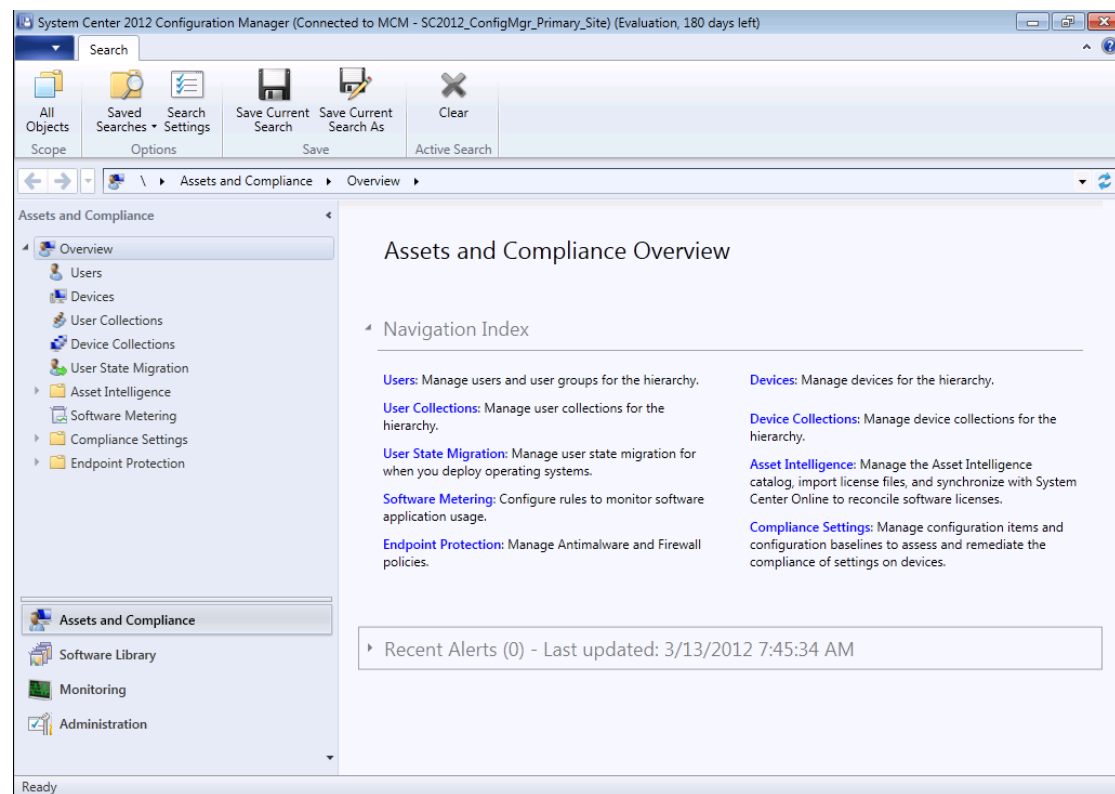 System Center 2012 Configuration Manager (Connected to MCM - SC2012_ConfigMgr_Primary_Site) (Evaluation, 180 days left)
Search
All Objects
Saved Searches
Search Settings
Save Current Search
Save Current Search As
Clear
Scope
Options
Save
Active Search
\ Assets and Compliance Overview
Assets and Compliance
Overview
Users
Devices
User Collections
Device Collections
User State Migration
Asset Intelligence
Software Metering
Compliance Settings
Endpoint Protection
Assets and Compliance
Software Library
Monitoring
Administration
Assets and Compliance Overview
Navigation Index
Users: Manage users and user groups for the hierarchy.
User Collections: Manage user collections for the
hierarchy.
User State Migration: Manage user state migration for
when you deploy operating systems.
Software Metering: Configure rules to monitor software
application usage.
Endpoint Protection: Manage Antimalware and Firewall
policies.
Devices: Manage devices for the hierarchy.
Device Collections: Manage device collections for the
hierarchy.
Asset Intelligence: Manage the Asset Intelligence
catalog, import license files, and synchronize with System
Center Online to reconcile software licenses.
Compliance Settings: Manage configuration items and
configuration baselines to assess and remediate the
compliance of settings on devices.
Recent Alerts (0) - Last updated: 3/13/2012 7:45:34 AM
Ready